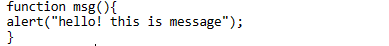 function msg(){
alert("hello! this is message");
}